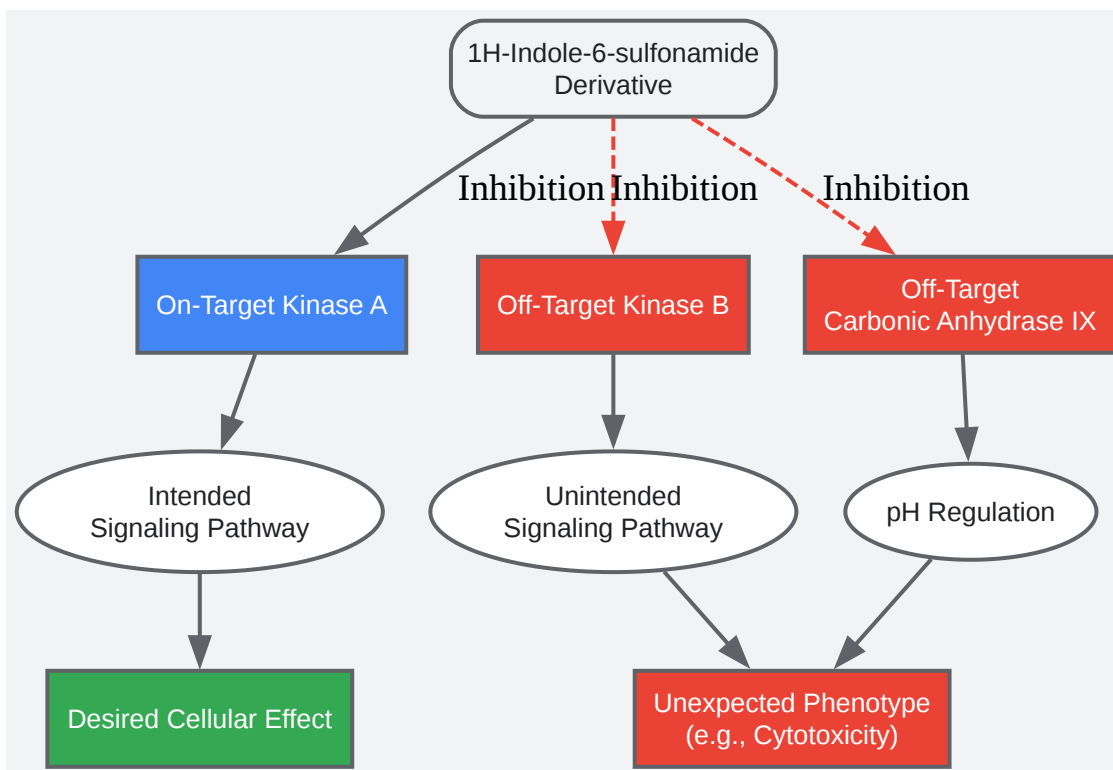 1H-Indole-6-sulfonamide
Derivative
Inhibition
Inhibition
Inhibition
On-Target Kinase A
Off-Target Kinase B
Off-Target
Carbonic Anhydrase IX
Intended
Signaling Pathway
Unintended
Signaling Pathway
pH Regulation
Desired Cellular Effect
Unexpected Phenotype
(e.g., Cytotoxicity)